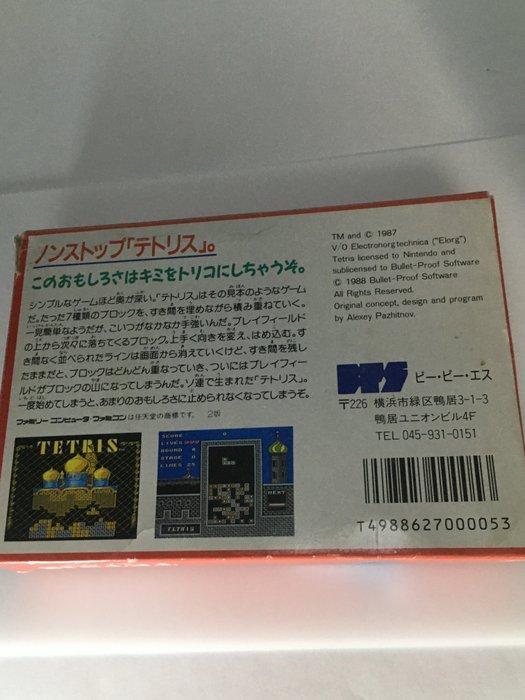 ノンストップ「テトリス」。
このおもしろさはキミをトリコにしちゃうぞ。
シンプルなゲームほど奥が深い。「テトリス」はその見本のようなゲーム
だ。たった7種類のブロックを、すき間を埋めながら積み重ねていく。
一見簡単なようだが、こいつがなかなか手強いんだ。プレイフィールド
の上から次々に落ちてくるブロック。上手く向きを変え、はめ込む。す
き間なく並べられたラインは画面から消えていくけど、すき間を残し
たままだと、ブロックはどんどん重なっていき、ついにはプレイフィー
ルドがブロックの山になってしまうんだ。ソ連で生まれた「テトリス」。
一度始めてしまうと、あまりのおもしろさに止められなくなってしまうぞ。
ファミリーコンピュータ・ファミコンは任天堂の商標です。 2版
TETRIS
SCORE 0
LIVES
ROUND 4
STAGE 0
LINES 25
NEXT
TETRIS
TM and © 1987
V/O Electronorgtechnica ("Elorg")
Tetris licensed to Nintendo and
sublicensed to Bullet-Proof Software
© 1988 Bullet-Proof Software
All Rights Reserved.
Original concept, design and program
by Alexey Pazhitnov.
BPS ビー・ピー・エス
〒226 横浜市緑区鴨居3-1-3
鴨居ユニオンビル4F
TEL 045-931-0151
T4988627000053